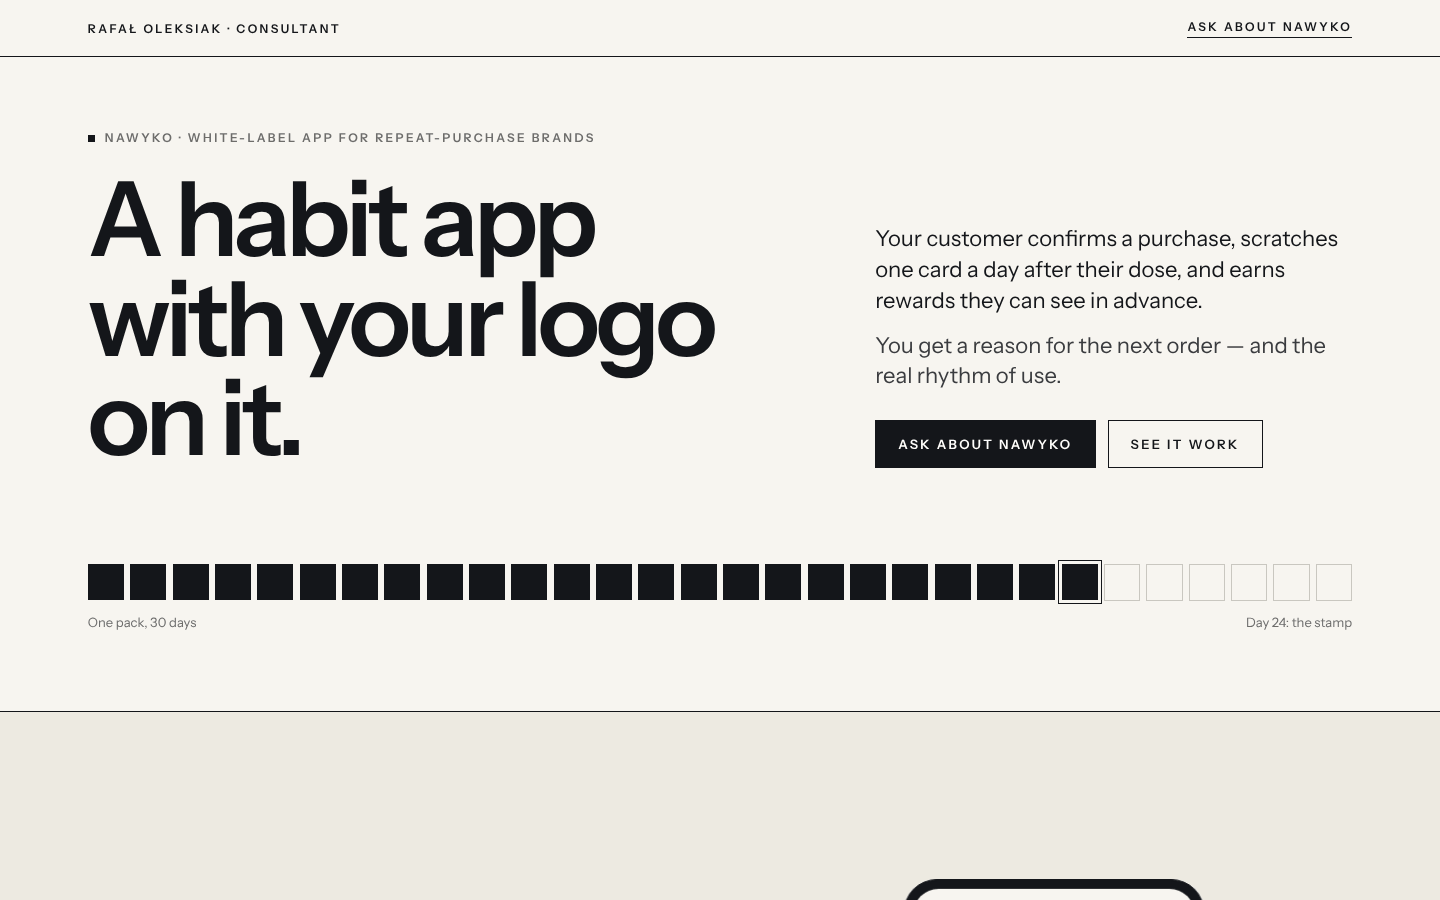 RAFAŁ OLEKSIAK · CONSULTANT
ASK ABOUT NAWYKO
NAWYKO · WHITE-LABEL APP FOR REPEAT-PURCHASE BRANDS
A habit app
with your logo
on it.
Your customer confirms a purchase, scratches
one card a day after their dose, and earns
rewards they can see in advance.
You get a reason for the next order — and the
real rhythm of use.
ASK ABOUT NAWYKO
SEE IT WORK
One pack, 30 days
Day 24: the stamp